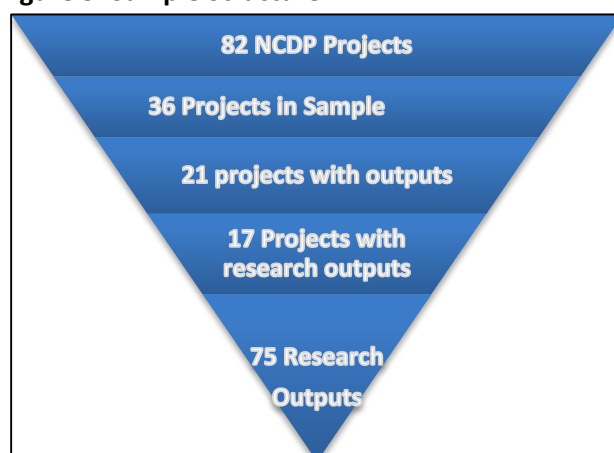 82 NCDP Projects
36 Projects in Sample
21 projects with outputs
17 Projects with
research outputs
75 Research
Outputs